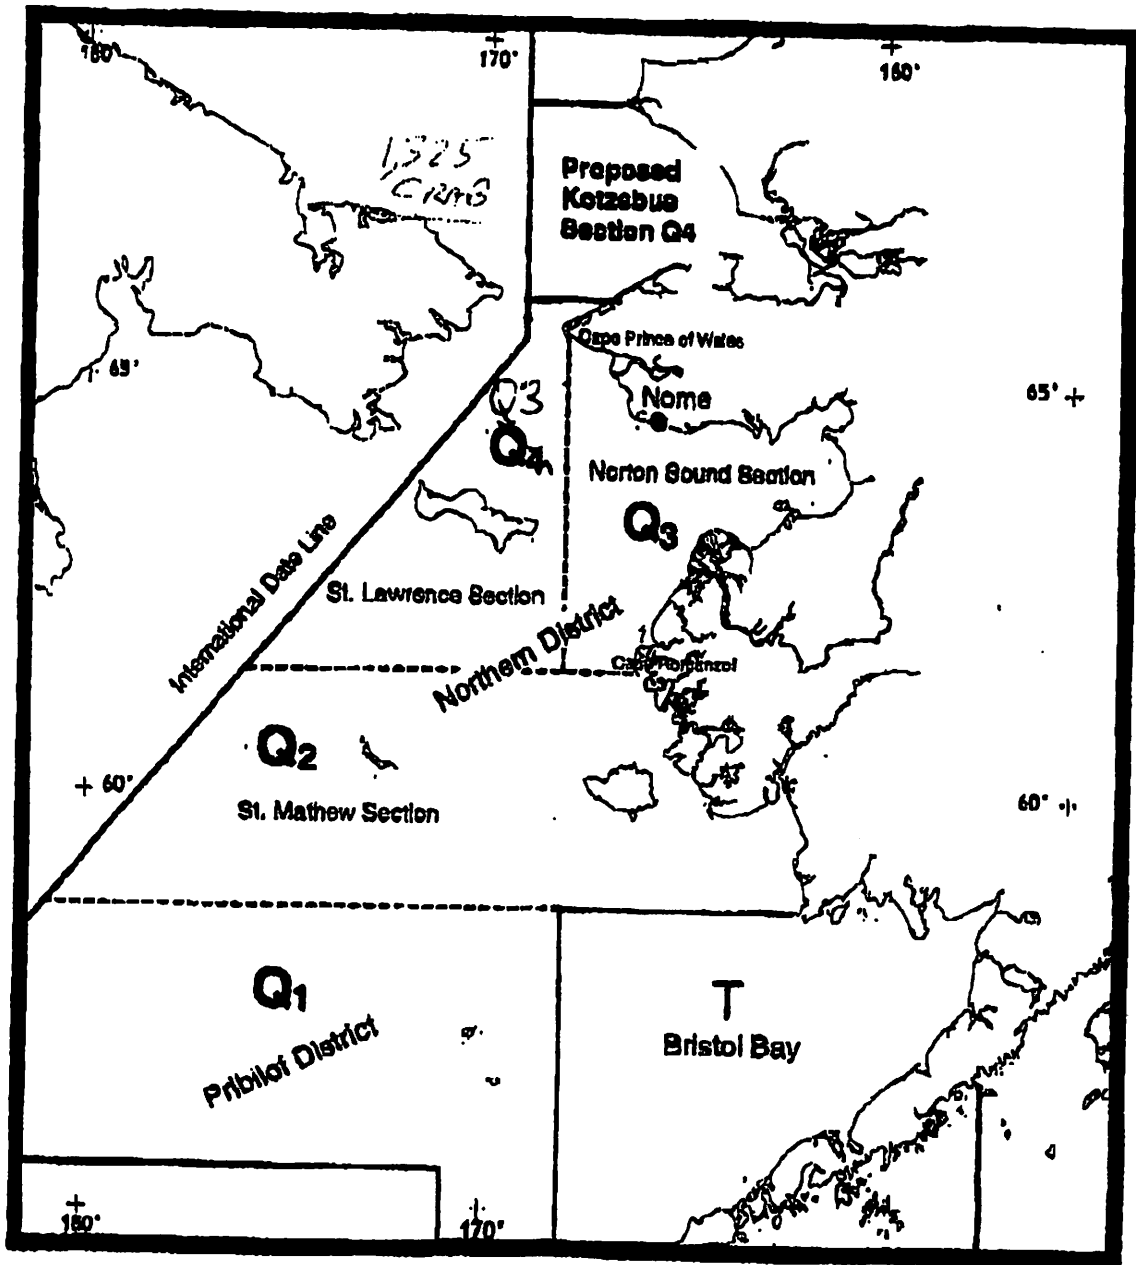 180°
170°
160°
1,325
CRAB
Proposed
Kotzebue
Section Q4
Cape Prince of Wales
65°
65°
Q3
Nome
Q4
Norton Sound Section
Q3
International Date Line
St. Lawrence Section
Northern District
Cape Romanzof
Q2
60°
60°
St. Mathew Section
Q1
T
Pribilof District
Bristol Bay
180°
170°